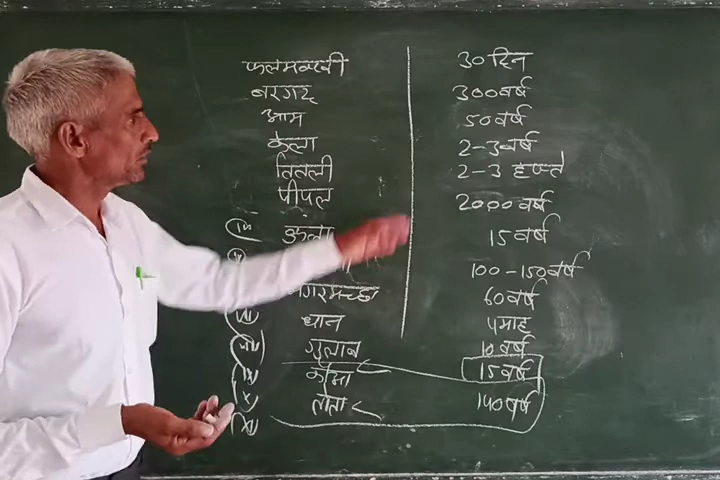 फलमक्खी 30 दिन
बरगद 300 वर्ष
आम 50 वर्ष
केला 2-3 वर्ष
तितली 2-3 हफ्ते
पीपल 2000 वर्ष
15 वर्ष
100-150 वर्ष
60 वर्ष
धान 4 माह
गुलाब 10 वर्ष
15 वर्ष
तोता 140 वर्ष